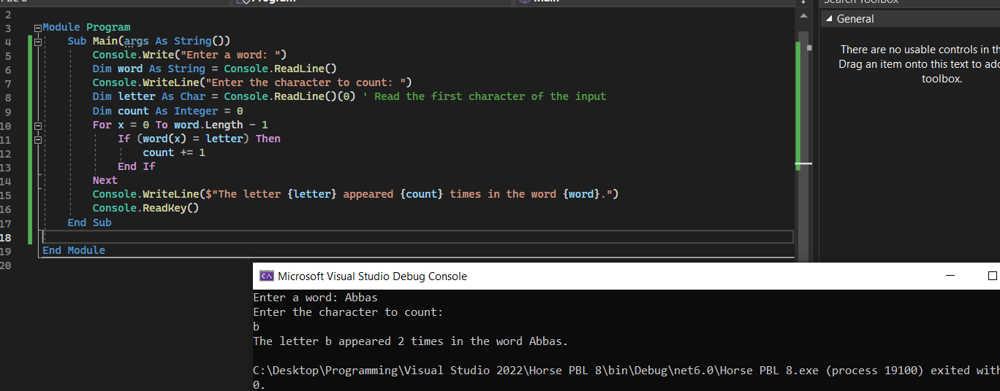 Program
Main
Search Toolbox
2
3 Module Program
4 Sub Main(args As String())
5 Console.Write("Enter a word: ")
6 Dim word As String = Console.ReadLine()
7 Console.WriteLine("Enter the character to count: ")
8 Dim letter As Char = Console.ReadLine()(0) ' Read the first character of the input
9 Dim count As Integer = 0
10 For x = 0 To word.Length - 1
11 If (word(x) = letter) Then
12 count += 1
13 End If
14 Next
15 Console.WriteLine($"The letter {letter} appeared {count} times in the word {word}.")
16 Console.ReadKey()
17 End Sub
18
19 End Module
20
General
There are no usable controls in th
Drag an item onto this text to add
toolbox.
C:\ Microsoft Visual Studio Debug Console
Enter a word: Abbas
Enter the character to count:
b
The letter b appeared 2 times in the word Abbas.
C:\Desktop\Programming\Visual Studio 2022\Horse PBL 8\bin\Debug\net6.0\Horse PBL 8.exe (process 19100) exited with
0.